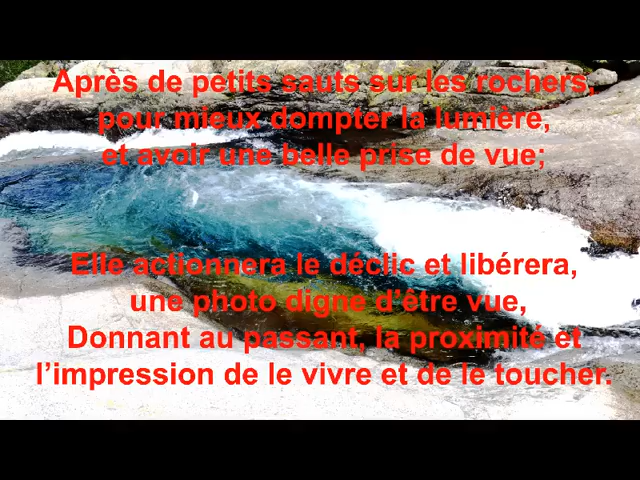 Après de petits sauts sur les rochers,
pour mieux dompter la lumière,
et avoir une belle prise de vue;
Elle actionnera le déclic et libérera,
une photo digne d'être vue,
Donnant au passant, la proximité et
l'impression de le vivre et de le toucher.